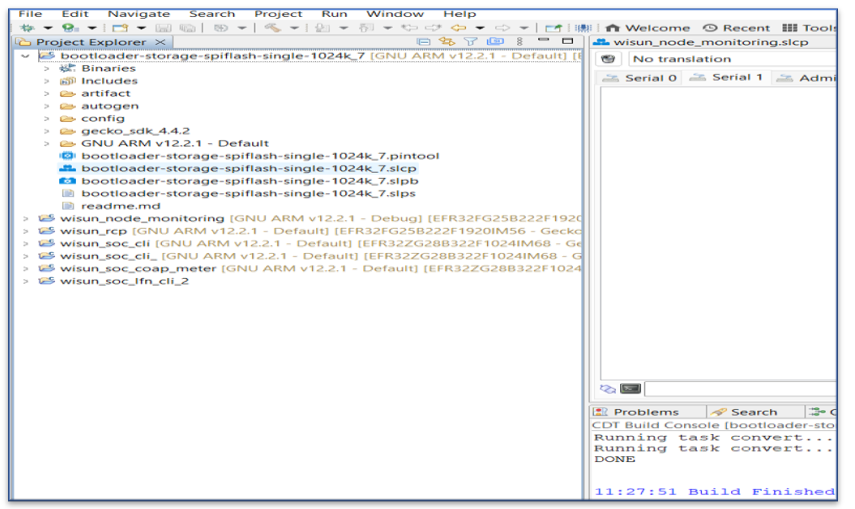 File Edit Navigate Search Project Run Window Help
Welcome Recent Tools
Project Explorer
wisun_node_monitoring.slcp
bootloader-storage-spiflash-single-1024k_7 [GNU ARM v12.2.1 - Default] [E
No translation
Binaries
Serial 0 Serial 1 Admi
Includes
artifact
autogen
config
gecko_sdk_4.4.2
GNU ARM v12.2.1 - Default
bootloader-storage-spiflash-single-1024k_7.pintool
bootloader-storage-spiflash-single-1024k_7.slcp
bootloader-storage-spiflash-single-1024k_7.slpb
bootloader-storage-spiflash-single-1024k_7.slps
readme.md
wisun_node_monitoring [GNU ARM v12.2.1 - Debug] [EFR32FG25B222F1920
wisun_rcp [GNU ARM v12.2.1 - Default] [EFR32FG25B222F1920IM56 - Gecko
wisun_soc_cli [GNU ARM v12.2.1 - Default] [EFR32ZG28B322F1024IM68 - Ge
wisun_soc_cli_ [GNU ARM v12.2.1 - Default] [EFR32ZG28B322F1024IM68 - G
wisun_soc_coap_meter [GNU ARM v12.2.1 - Default] [EFR32ZG28B322F1024
wisun_soc_lfn_cli_2
Problems Search C
CDT Build Console [bootloader-sto
Running task convert...
Running task convert...
DONE
11:27:51 Build Finished